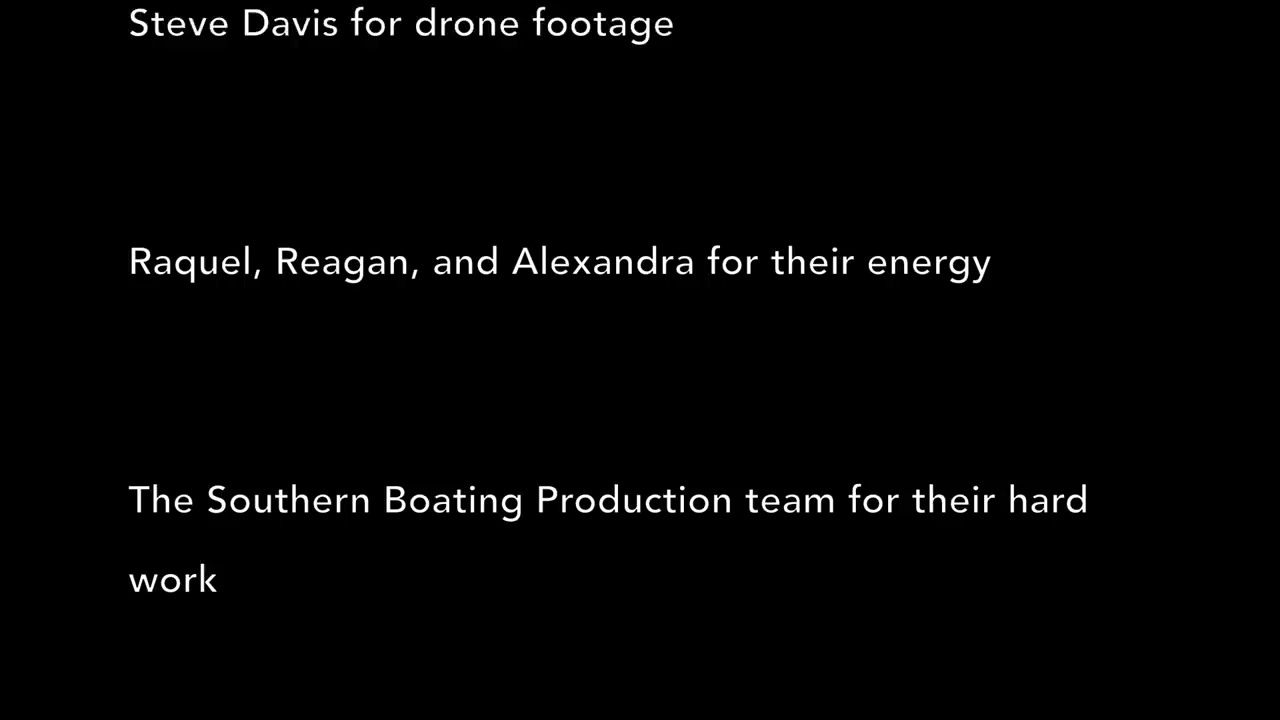 Steve Davis for drone footage
Raquel, Reagan, and Alexandra for their energy
The Southern Boating Production team for their hard
work